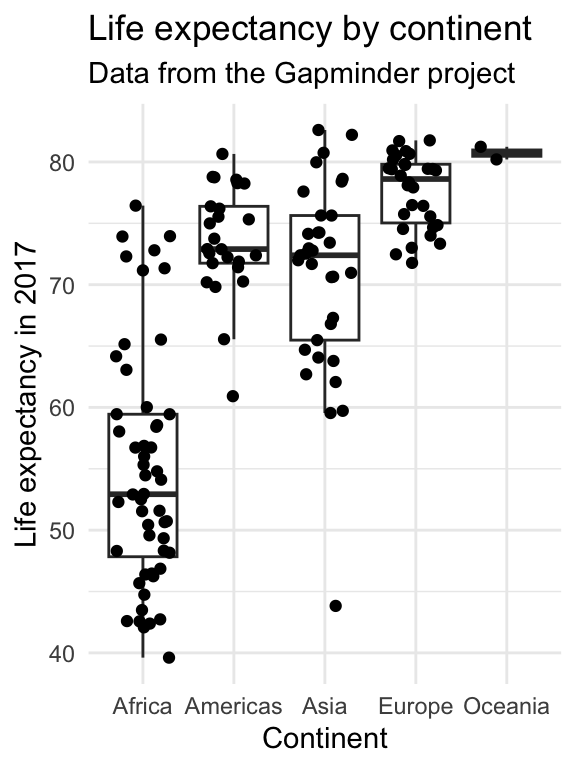 Life expectancy by continent
Data from the Gapminder project
Life expectancy in 2017
80
70
60
50
40
Africa Americas Asia Europe Oceania
Continent